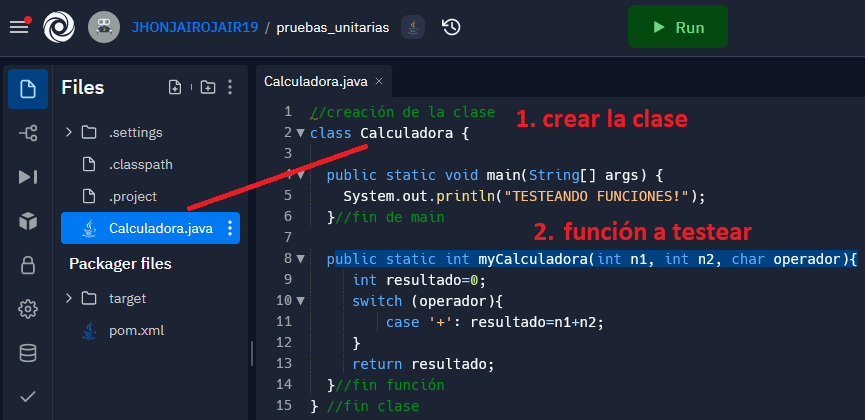 JHONJAIROJAIR19 / pruebas_unitarias
Run
Files
.settings
.classpath
.project
Calculadora.java
Packager files
target
pom.xml
Calculadora.java ×
1. crear la clase
2. función a testear
1 //creación de la clase
2 class Calculadora {
3
4 public static void main(String[] args) {
5 System.out.println("TESTEANDO FUNCIONES!");
6 }//fin de main
7
8 public static int myCalculadora(int n1, int n2, char operador){
9 int resultado=0;
10 switch (operador){
11 case '+': resultado=n1+n2;
12 }
13 return resultado;
14 }//fin función
15 } //fin clase